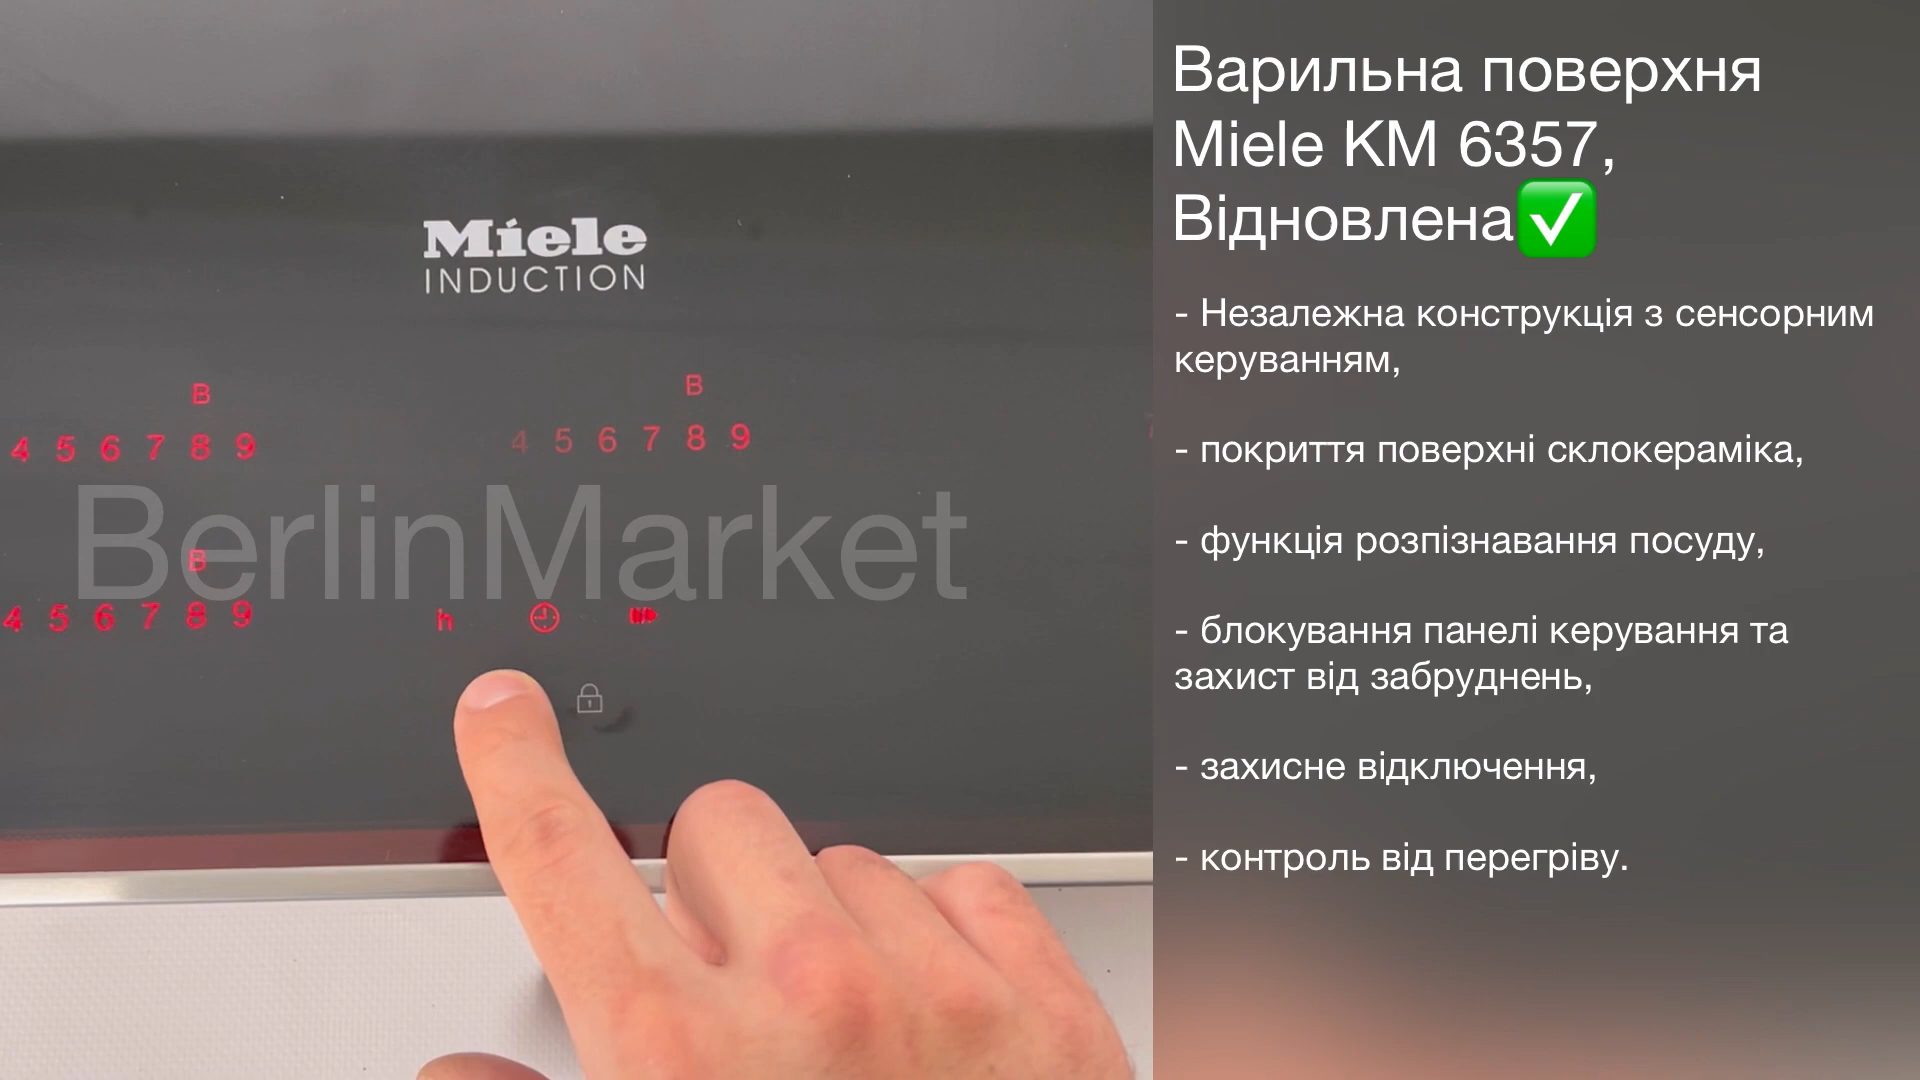 Miele
INDUCTION
B
B
4 5 6 7 8 9
4 5 6 7 8 9
BerlinMarket
B
4 5 6 7 8 9
h
Варильна поверхня
Miele KM 6357,
Відновлена✅
- Незалежна конструкція з сенсорним
керуванням,
- покриття поверхні склокераміка,
- функція розпізнавання посуду,
- блокування панелі керування та
захист від забруднень,
- захисне відключення,
- контроль від перегріву.